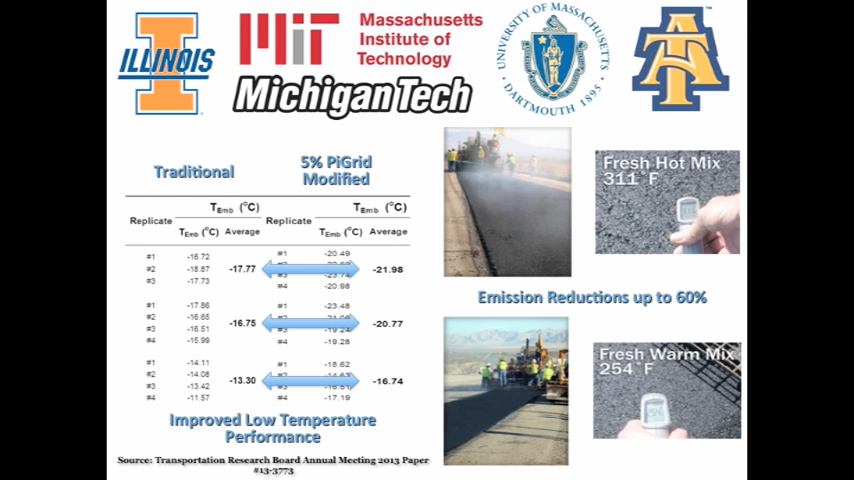 ILLINOIS
MIT
Massachusetts
Institute of
Technology
Michigan Tech
UNIVERSITY OF MASSACHUSETTS
DARTMOUTH 1895
AT
Traditional
5% PiGrid
Modified
TEmb (°C)
TEmb (°C)
Replicate
Replicate
TEmb (°C) Average
TEmb (°C) Average
#1 -16.72
#2 -18.87 -17.77
#3 -17.73
#1 -20.49
-21.98
#4 -20.98
#1 -17.86
#2 -16.65
#3 -16.51 -16.75
#4 -15.99
#1 -23.48
-20.77
#4 -19.28
#1 -14.11
#2 -14.08
#3 -13.42 -13.30
#4 -11.57
#1 -18.62
-16.74
#4 -17.19
Improved Low Temperature
Performance
Source: Transportation Research Board Annual Meeting 2013 Paper
#13-3773
Fresh Hot Mix
311°F
Emission Reductions up to 60%
Fresh Warm Mix
254°F